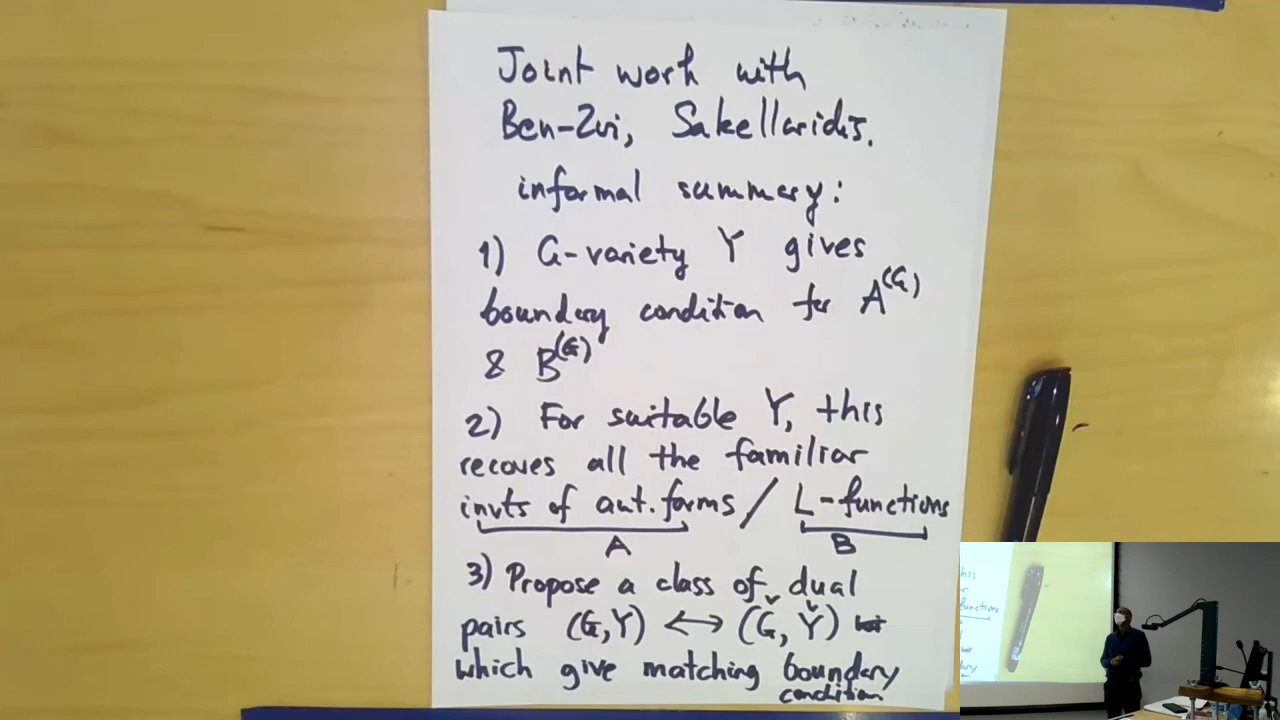 Joint work with
Ben-Zvi, Sakellaridis.
informal summary:
1) G-variety Y gives
boundary condition for A^(G)
& B^(G)
2) For suitable Y, this
recoves all the familiar
invts of aut. forms / L-functions
A B
3) Propose a class of dual
pairs (G,Y) ⟷ (Ǧ, Y̌)
which give matching boundary
condition